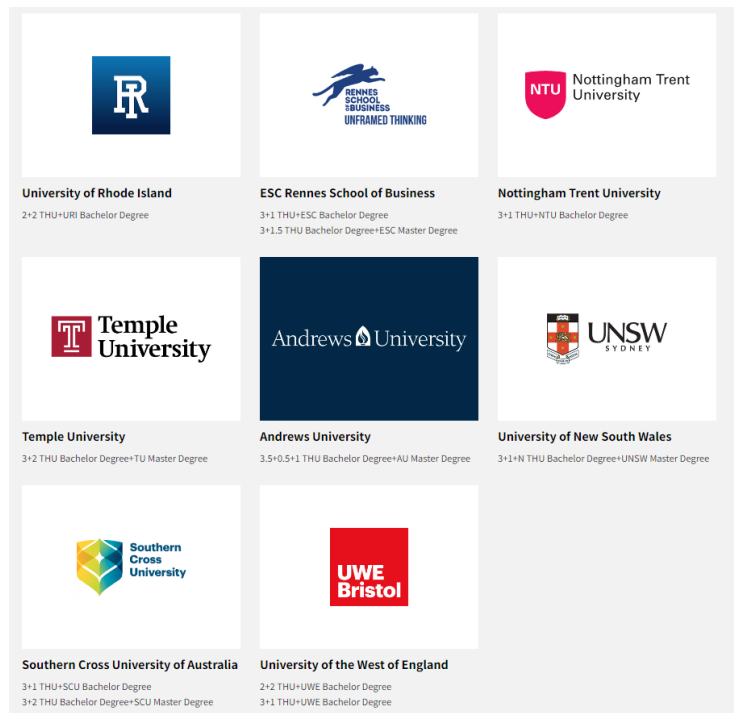 RENNES
SCHOOL
OF BUSINESS
UNFRAMED THINKING
NTU
Nottingham Trent
University
University of Rhode Island
2+2 THU+URI Bachelor Degree
ESC Rennes School of Business
3+1 THU+ESC Bachelor Degree
3+1.5 THU Bachelor Degree+ESC Master Degree
Nottingham Trent University
3+1 THU+NTU Bachelor Degree
T
Temple
University
Andrews University
UNSW
SYDNEY
Temple University
3+2 THU Bachelor Degree+TU Master Degree
Andrews University
3.5+0.5+1 THU Bachelor Degree+AU Master Degree
University of New South Wales
3+1+N THU Bachelor Degree+UNSW Master Degree
Southern
Cross
University
UWE
Bristol
Southern Cross University of Australia
3+1 THU+SCU Bachelor Degree
3+2 THU Bachelor Degree+SCU Master Degree
University of the West of England
2+2 THU+UWE Bachelor Degree
3+1 THU+UWE Bachelor Degree